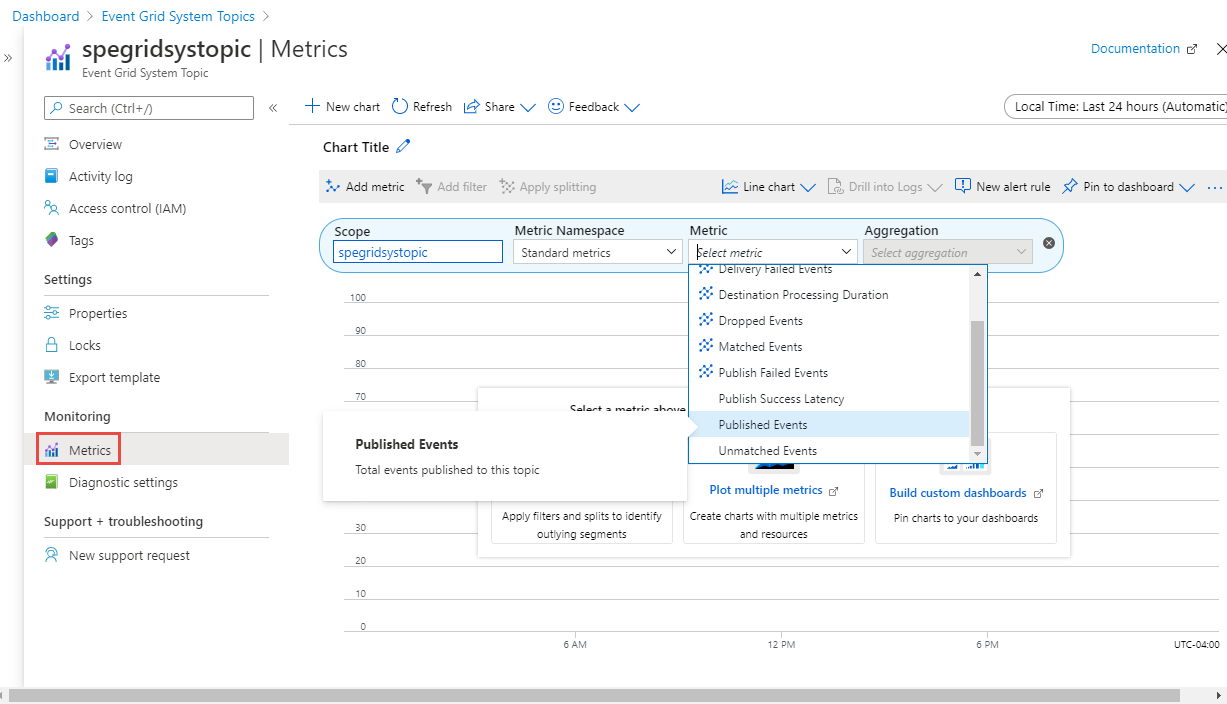 Dashboard > Event Grid System Topics >
spegridsystopic | Metrics
Event Grid System Topic
Documentation
Search (Ctrl+/)
Overview
Activity log
Access control (IAM)
Tags
Settings
Properties
Locks
Export template
Monitoring
Metrics
Diagnostic settings
Support + troubleshooting
New support request
New chart
Refresh
Share
Feedback
Local Time: Last 24 hours (Automatic)
Chart Title
Add metric
Add filter
Apply splitting
Line chart
Drill into Logs
New alert rule
Pin to dashboard
Scope
spegridsystopic
Metric Namespace
Standard metrics
Metric
Select metric
Aggregation
Select aggregation
Delivery Failed Events
Destination Processing Duration
Dropped Events
Matched Events
Publish Failed Events
Publish Success Latency
Published Events
Unmatched Events
100
90
80
70
Select a metric above
Published Events
Total events published to this topic
Apply filters and splits to identify
outlying segments
Plot multiple metrics
Create charts with multiple metrics
and resources
Build custom dashboards
Pin charts to your dashboards
30
20
10
0
6 AM
12 PM
6 PM
UTC-04:00